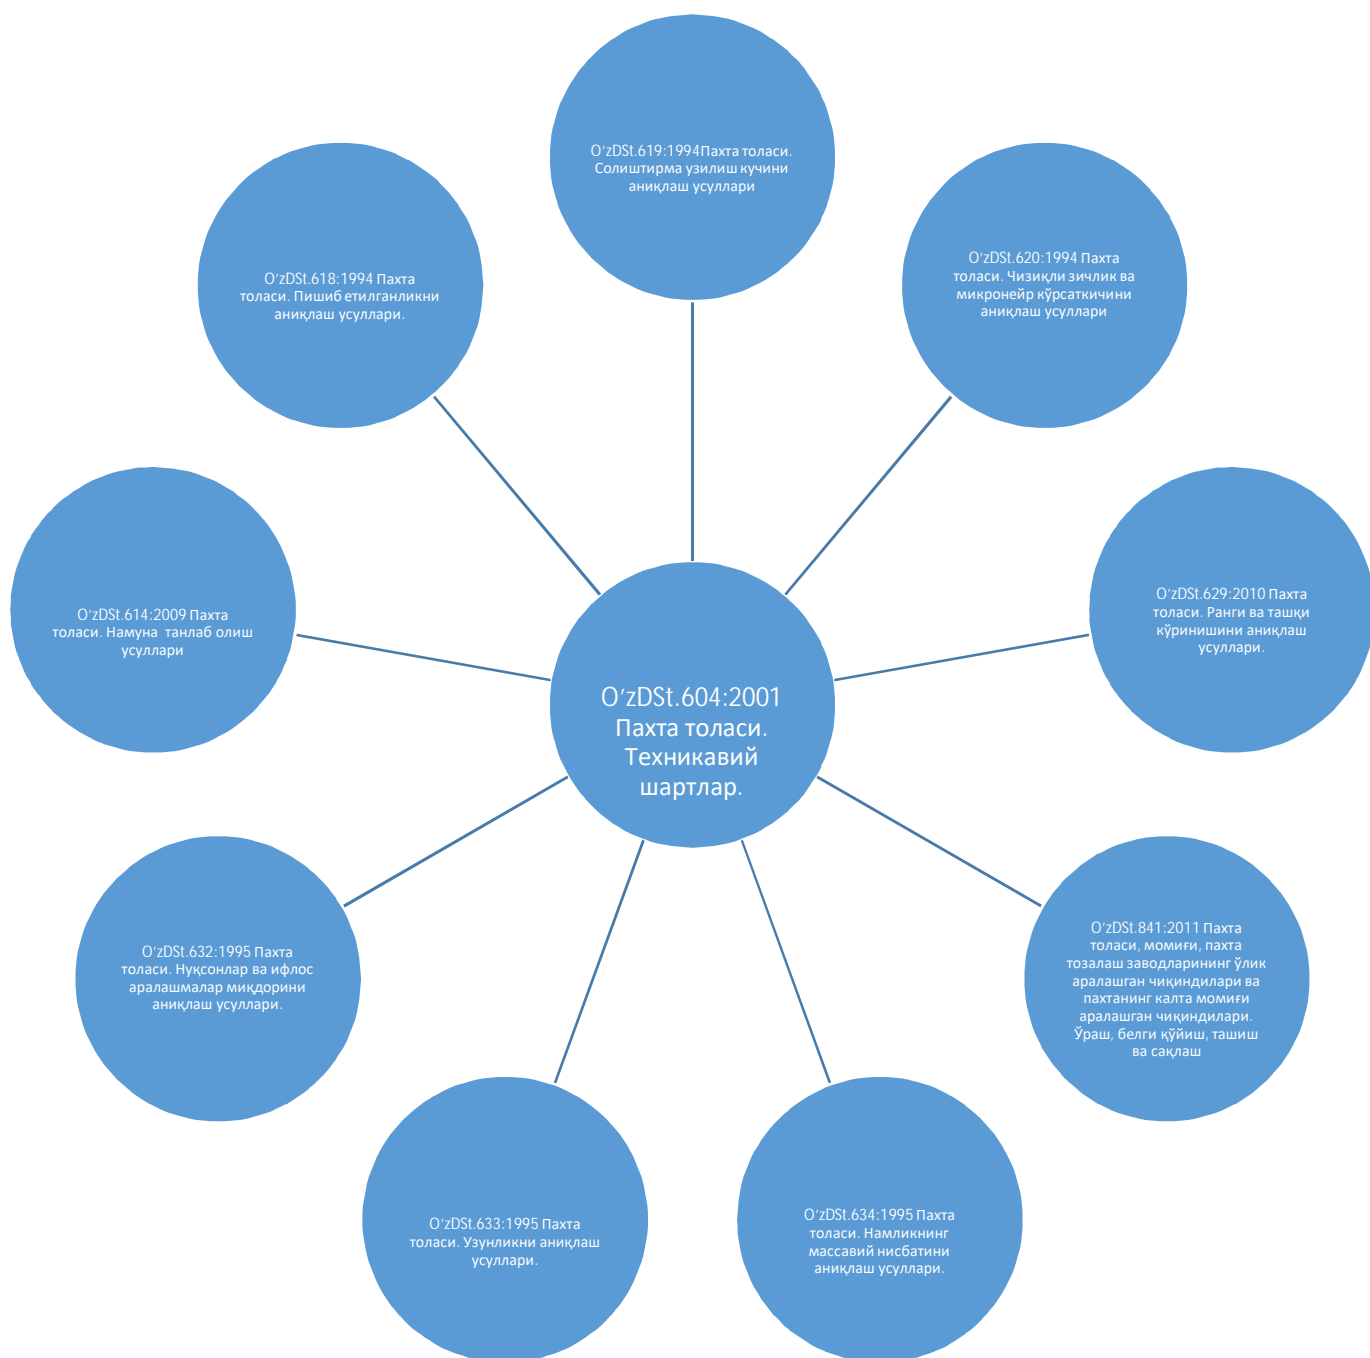 O’zDSt.619:1994Пахта толаси.
Солиштирма узилиш кучини
аниқлаш усуллари
O’zDSt.620:1994 Пахта
толаси. Чизиқли зичлик ва
микронейр кўрсаткичини
аниқлаш усуллари
O’zDSt.629:2010 Пахта
толаси. Ранги ва ташқи
кўринишини аниқлаш
усуллари.
O’zDSt.841:2011 Пахта
толаси, момиғи, пахта
тозалаш заводларининг ўлик
аралашган чиқиндилари ва
пахтанинг калта момиғи
аралашган чиқиндилари.
Ўраш, белги қўйиш, ташиш
ва сақлаш
O’zDSt.634:1995 Пахта
толаси. Намликнинг
массавий нисбатини
аниқлаш усуллари.
O’zDSt.633:1995 Пахта
толаси. Узунликни аниқлаш
усуллари.
O’zDSt.632:1995 Пахта
толаси. Нуқсонлар ва ифлос
аралашмалар миқдорини
аниқлаш усуллари.
O’zDSt.614:2009 Пахта
толаси. Намуна танлаб олиш
усуллари
O’zDSt.618:1994 Пахта
толаси. Пишиб етилганликни
аниқлаш усуллари.
O’zDSt.604:2001
Пахта толаси.
Техникавий
шартлар.